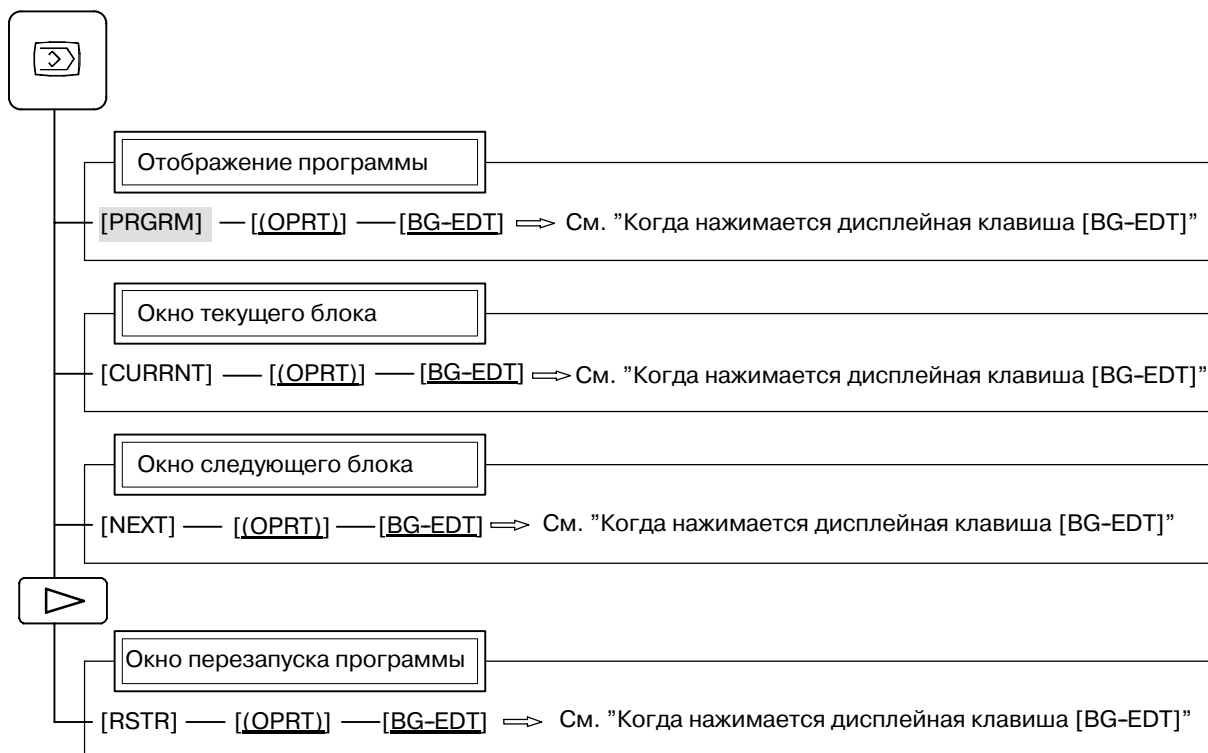 Отображение программы
[PRGRM] [(OPRT)] [BG-EDT] См. ”Когда нажимается дисплейная клавиша [BG-EDT]”
Окно текущего блока
[CURRNT] [(OPRT)] [BG-EDT] См. ”Когда нажимается дисплейная клавиша [BG-EDT]”
Окно следующего блока
[NEXT] [(OPRT)] [BG-EDT] См. ”Когда нажимается дисплейная клавиша [BG-EDT]”
Окно перезапуска программы
[RSTR] [(OPRT)] [BG-EDT] См. ”Когда нажимается дисплейная клавиша [BG-EDT]”